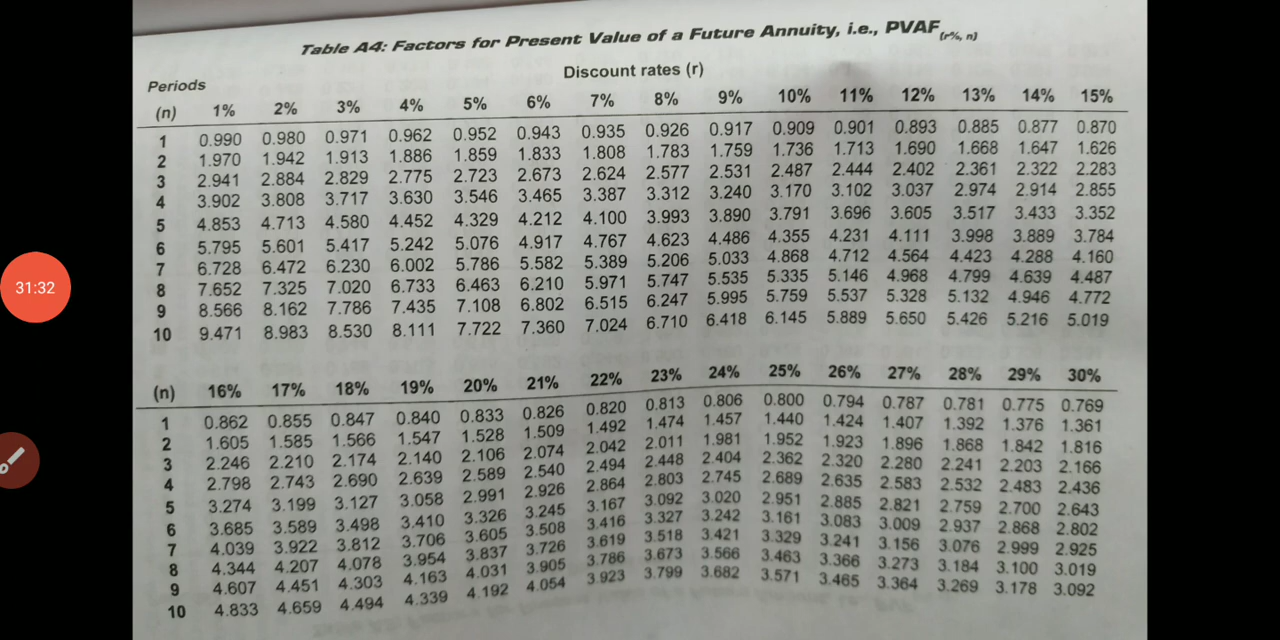 Table A4: Factors for Present Value of a Future Annuity, i.e., PVAF(r%, n)
Periods Discount rates (r)
(n) 1% 2% 3% 4% 5% 6% 7% 8% 9% 10% 11% 12% 13% 14% 15%
1 0.990 0.980 0.971 0.962 0.952 0.943 0.935 0.926 0.917 0.909 0.901 0.893 0.885 0.877 0.870
2 1.970 1.942 1.913 1.886 1.859 1.833 1.808 1.783 1.759 1.736 1.713 1.690 1.668 1.647 1.626
3 2.941 2.884 2.829 2.775 2.723 2.673 2.624 2.577 2.531 2.487 2.444 2.402 2.361 2.322 2.283
4 3.902 3.808 3.717 3.630 3.546 3.465 3.387 3.312 3.240 3.170 3.102 3.037 2.974 2.914 2.855
5 4.853 4.713 4.580 4.452 4.329 4.212 4.100 3.993 3.890 3.791 3.696 3.605 3.517 3.433 3.352
6 5.795 5.601 5.417 5.242 5.076 4.917 4.767 4.623 4.486 4.355 4.231 4.111 3.998 3.889 3.784
7 6.728 6.472 6.230 6.002 5.786 5.582 5.389 5.206 5.033 4.868 4.712 4.564 4.423 4.288 4.160
8 7.652 7.325 7.020 6.733 6.463 6.210 5.971 5.747 5.535 5.335 5.146 4.968 4.799 4.639 4.487
9 8.566 8.162 7.786 7.435 7.108 6.802 6.515 6.247 5.995 5.759 5.537 5.328 5.132 4.946 4.772
10 9.471 8.983 8.530 8.111 7.722 7.360 7.024 6.710 6.418 6.145 5.889 5.650 5.426 5.216 5.019
(n) 16% 17% 18% 19% 20% 21% 22% 23% 24% 25% 26% 27% 28% 29% 30%
1 0.862 0.855 0.847 0.840 0.833 0.826 0.820 0.813 0.806 0.800 0.794 0.787 0.781 0.775 0.769
2 1.605 1.585 1.566 1.547 1.528 1.509 1.492 1.474 1.457 1.440 1.424 1.407 1.392 1.376 1.361
3 2.246 2.210 2.174 2.140 2.106 2.074 2.042 2.011 1.981 1.952 1.923 1.896 1.868 1.842 1.816
4 2.798 2.743 2.690 2.639 2.589 2.540 2.494 2.448 2.404 2.362 2.320 2.280 2.241 2.203 2.166
5 3.274 3.199 3.127 3.058 2.991 2.926 2.864 2.803 2.745 2.689 2.635 2.583 2.532 2.483 2.436
6 3.685 3.589 3.498 3.410 3.326 3.245 3.167 3.092 3.020 2.951 2.885 2.821 2.759 2.700 2.643
7 4.039 3.922 3.812 3.706 3.605 3.508 3.416 3.327 3.242 3.161 3.083 3.009 2.937 2.868 2.802
8 4.344 4.207 4.078 3.954 3.837 3.726 3.619 3.518 3.421 3.329 3.241 3.156 3.076 2.999 2.925
9 4.607 4.451 4.303 4.163 4.031 3.905 3.786 3.673 3.566 3.463 3.366 3.273 3.184 3.100 3.019
10 4.833 4.659 4.494 4.339 4.192 4.054 3.923 3.799 3.682 3.571 3.465 3.364 3.269 3.178 3.092
31:32